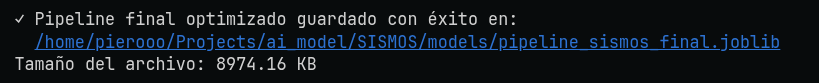 ✓ Pipeline final optimizado guardado con éxito en:
/home/pierooo/Projects/ai_model/SISMOS/models/pipeline_sismos_final.joblib
Tamaño del archivo: 8974.16 KB